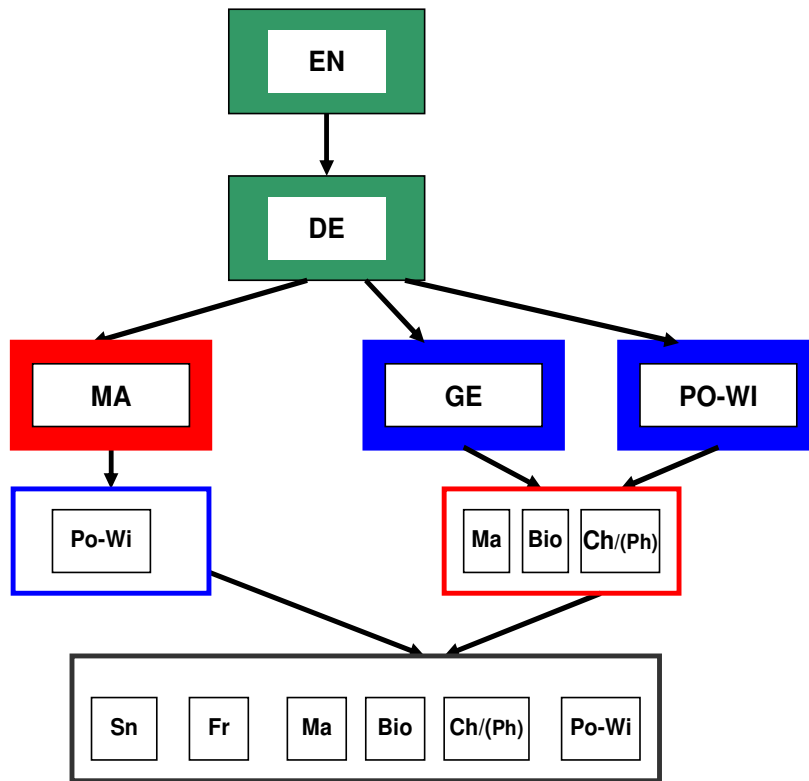 EN
DE
MA
GE
PO-WI
Po-Wi
Ma
Bio
Ch/(Ph)
Sn
Fr
Ma
Bio
Ch/(Ph)
Po-Wi